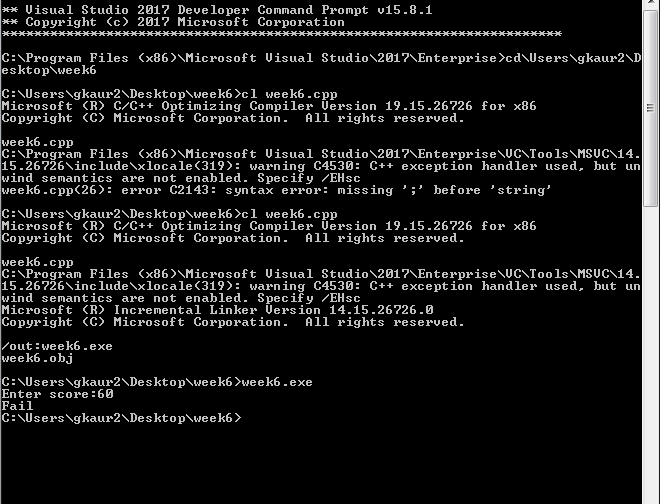 ** Visual Studio 2017 Developer Command Prompt v15.8.1
** Copyright (c) 2017 Microsoft Corporation
**********************************************************************
C:\Program Files (x86)\Microsoft Visual Studio\2017\Enterprise>cd\Users\gkaur2\D
esktop\week6
C:\Users\gkaur2\Desktop\week6>cl week6.cpp
Microsoft (R) C/C++ Optimizing Compiler Version 19.15.26726 for x86
Copyright (C) Microsoft Corporation.  All rights reserved.
week6.cpp
C:\Program Files (x86)\Microsoft Visual Studio\2017\Enterprise\VC\Tools\MSVC\14.
15.26726\include\xlocale(319): warning C4530: C++ exception handler used, but un
wind semantics are not enabled. Specify /EHsc
week6.cpp(26): error C2143: syntax error: missing ';' before 'string'
C:\Users\gkaur2\Desktop\week6>cl week6.cpp
Microsoft (R) C/C++ Optimizing Compiler Version 19.15.26726 for x86
Copyright (C) Microsoft Corporation.  All rights reserved.
week6.cpp
C:\Program Files (x86)\Microsoft Visual Studio\2017\Enterprise\VC\Tools\MSVC\14.
15.26726\include\xlocale(319): warning C4530: C++ exception handler used, but un
wind semantics are not enabled. Specify /EHsc
Microsoft (R) Incremental Linker Version 14.15.26726.0
Copyright (C) Microsoft Corporation.  All rights reserved.
/out:week6.exe
week6.obj
C:\Users\gkaur2\Desktop\week6>week6.exe
Enter score:60
Fail
C:\Users\gkaur2\Desktop\week6>